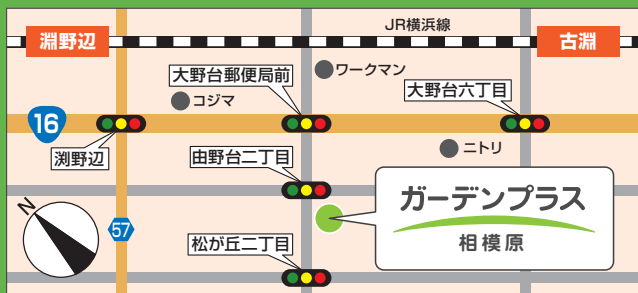 JR横浜線
淵野辺
古淵
ワークマン
大野台郵便局前
コジマ
大野台六丁目
16
渕野辺
ニトリ
由野台二丁目
ガーデンプラス
相模原
N
57
松が丘二丁目